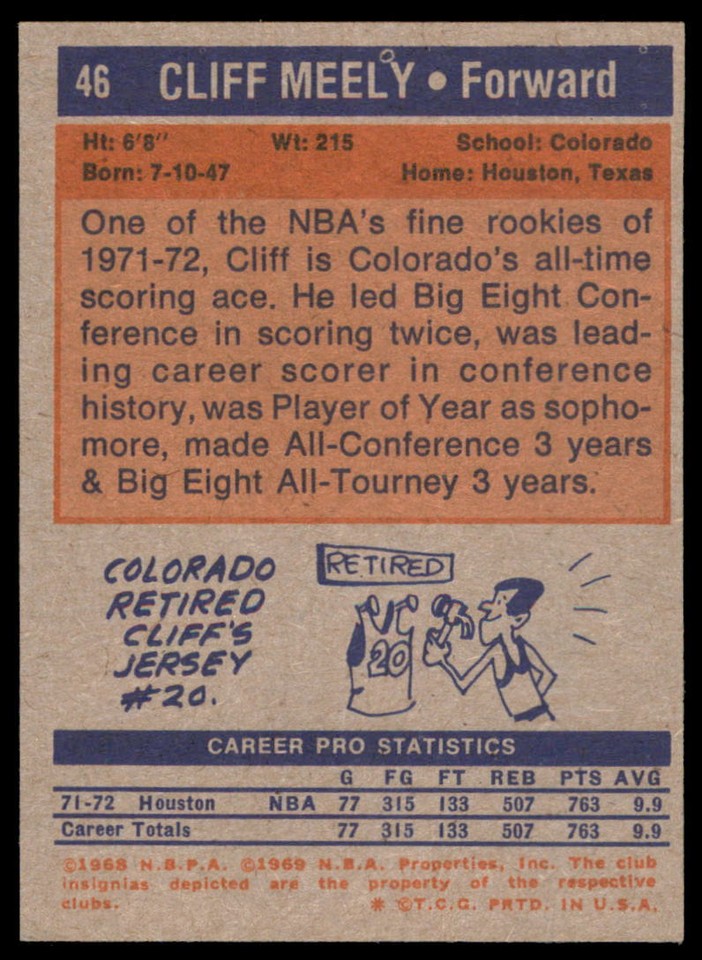 46 CLIFF MEELY • Forward
Ht: 6'8" Wt: 215 School: Colorado
Born: 7-10-47 Home: Houston, Texas
One of the NBA's fine rookies of
1971-72, Cliff is Colorado's all-time
scoring ace. He led Big Eight Con-
ference in scoring twice, was lead-
ing career scorer in conference
history, was Player of Year as sopho-
more, made All-Conference 3 years
& Big Eight All-Tourney 3 years.
COLORADO
RETIRED
CLIFF'S
JERSEY
#20.
RETIRED
20
CAREER PRO STATISTICS
G FG FT REB PTS AVG
71-72 Houston NBA 77 315 133 507 763 9.9
Career Totals 77 315 133 507 763 9.9
©1968 N.B.P.A. ©1969 N.B.A. Properties, Inc. The club
insignias depicted are the property of the respective
clubs. * ©T.C.G. PRTD. IN U.S.A.